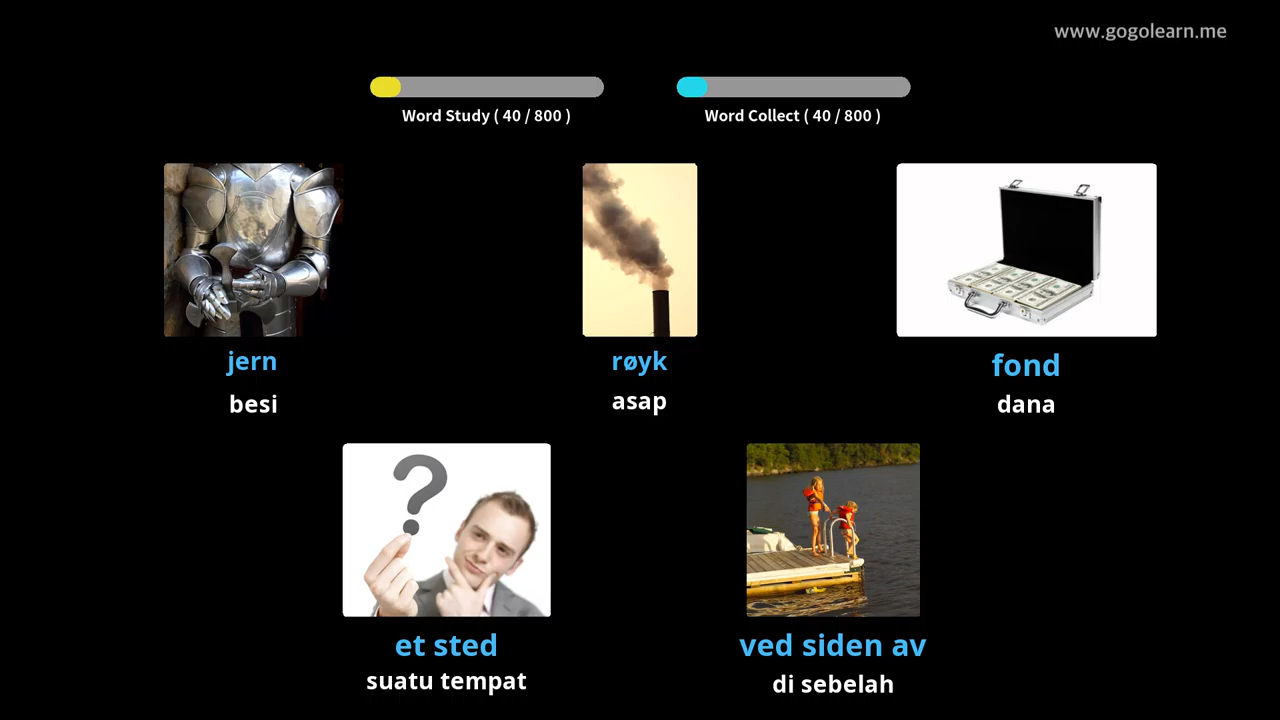 www.gogolearn.me
Word Study ( 40 / 800 )
Word Collect ( 40 / 800 )
jern
besi
røyk
asap
fond
dana
et sted
suatu tempat
ved siden av
di sebelah